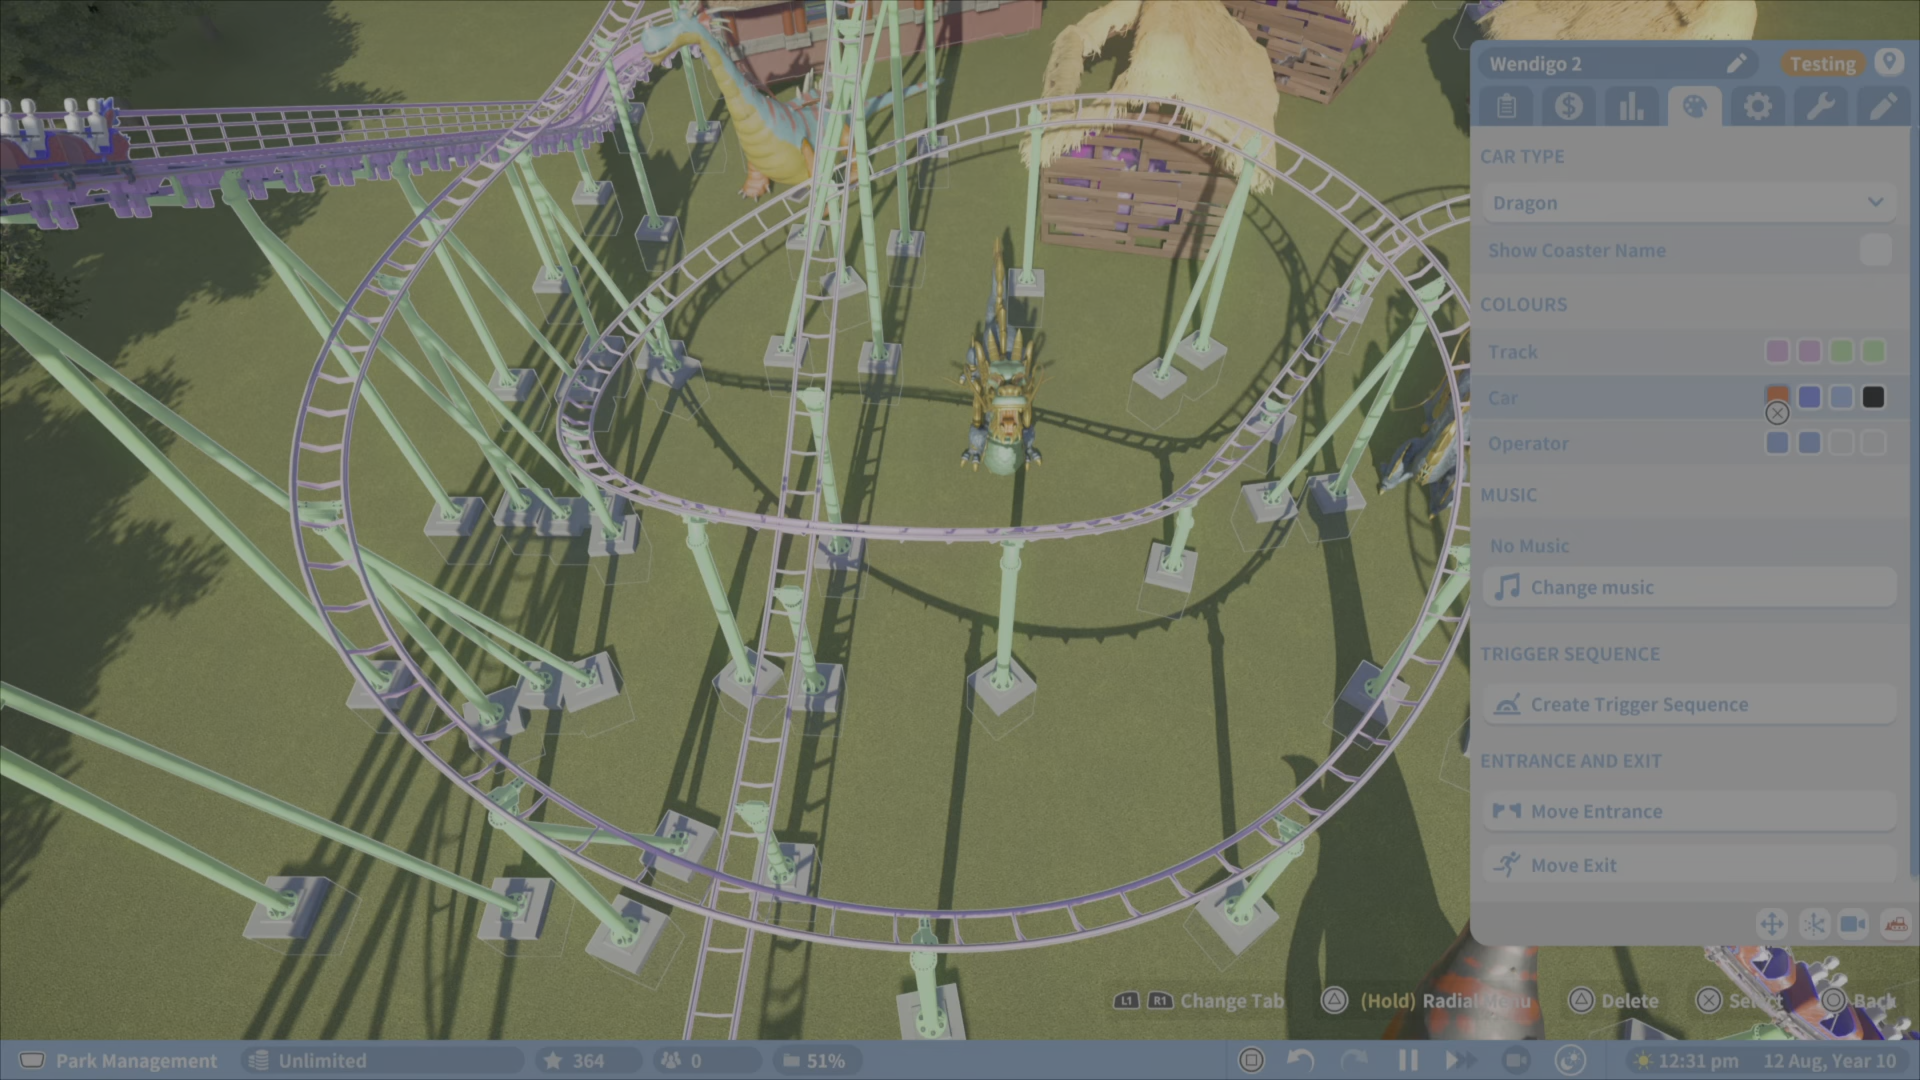 Wendigo 2
Testing
CAR TYPE
Dragon
Show Coaster Name
COLOURS
Track
Car
Operator
MUSIC
No Music
Change music
TRIGGER SEQUENCE
Create Trigger Sequence
ENTRANCE AND EXIT
Move Entrance
Move Exit
L1 R1 Change Tab (Hold) Radial Menu Delete Select Back
Park Management Unlimited 364 0 51% 12:31 pm 12 Aug, Year 10